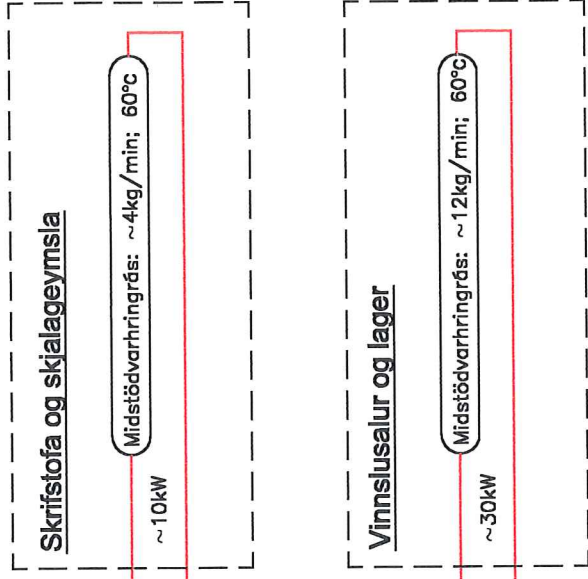 Skrifstofa og skjalageymsla
Midstödvarhringrás: ~4kg/min; 60°c
~10kW
Vinnslusalur og lager
Midstödvarhringrás: ~12kg/min; 60°c
~30kW